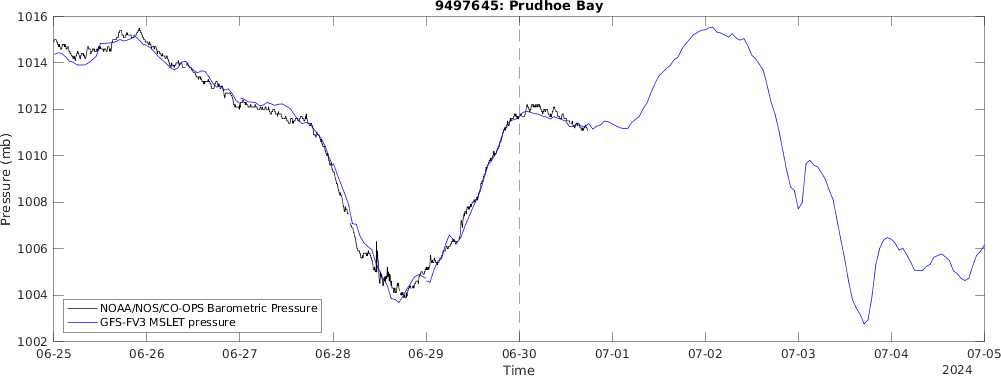 9497645: Prudhoe Bay
1016
1014
1012
1010
1008
1006
1004
1002
Pressure (mb)
NOAA/NOS/CO-OPS Barometric Pressure
GFS-FV3 MSLET pressure
06-25 06-26 06-27 06-28 06-29 06-30 07-01 07-02 07-03 07-04 07-05
Time
2024